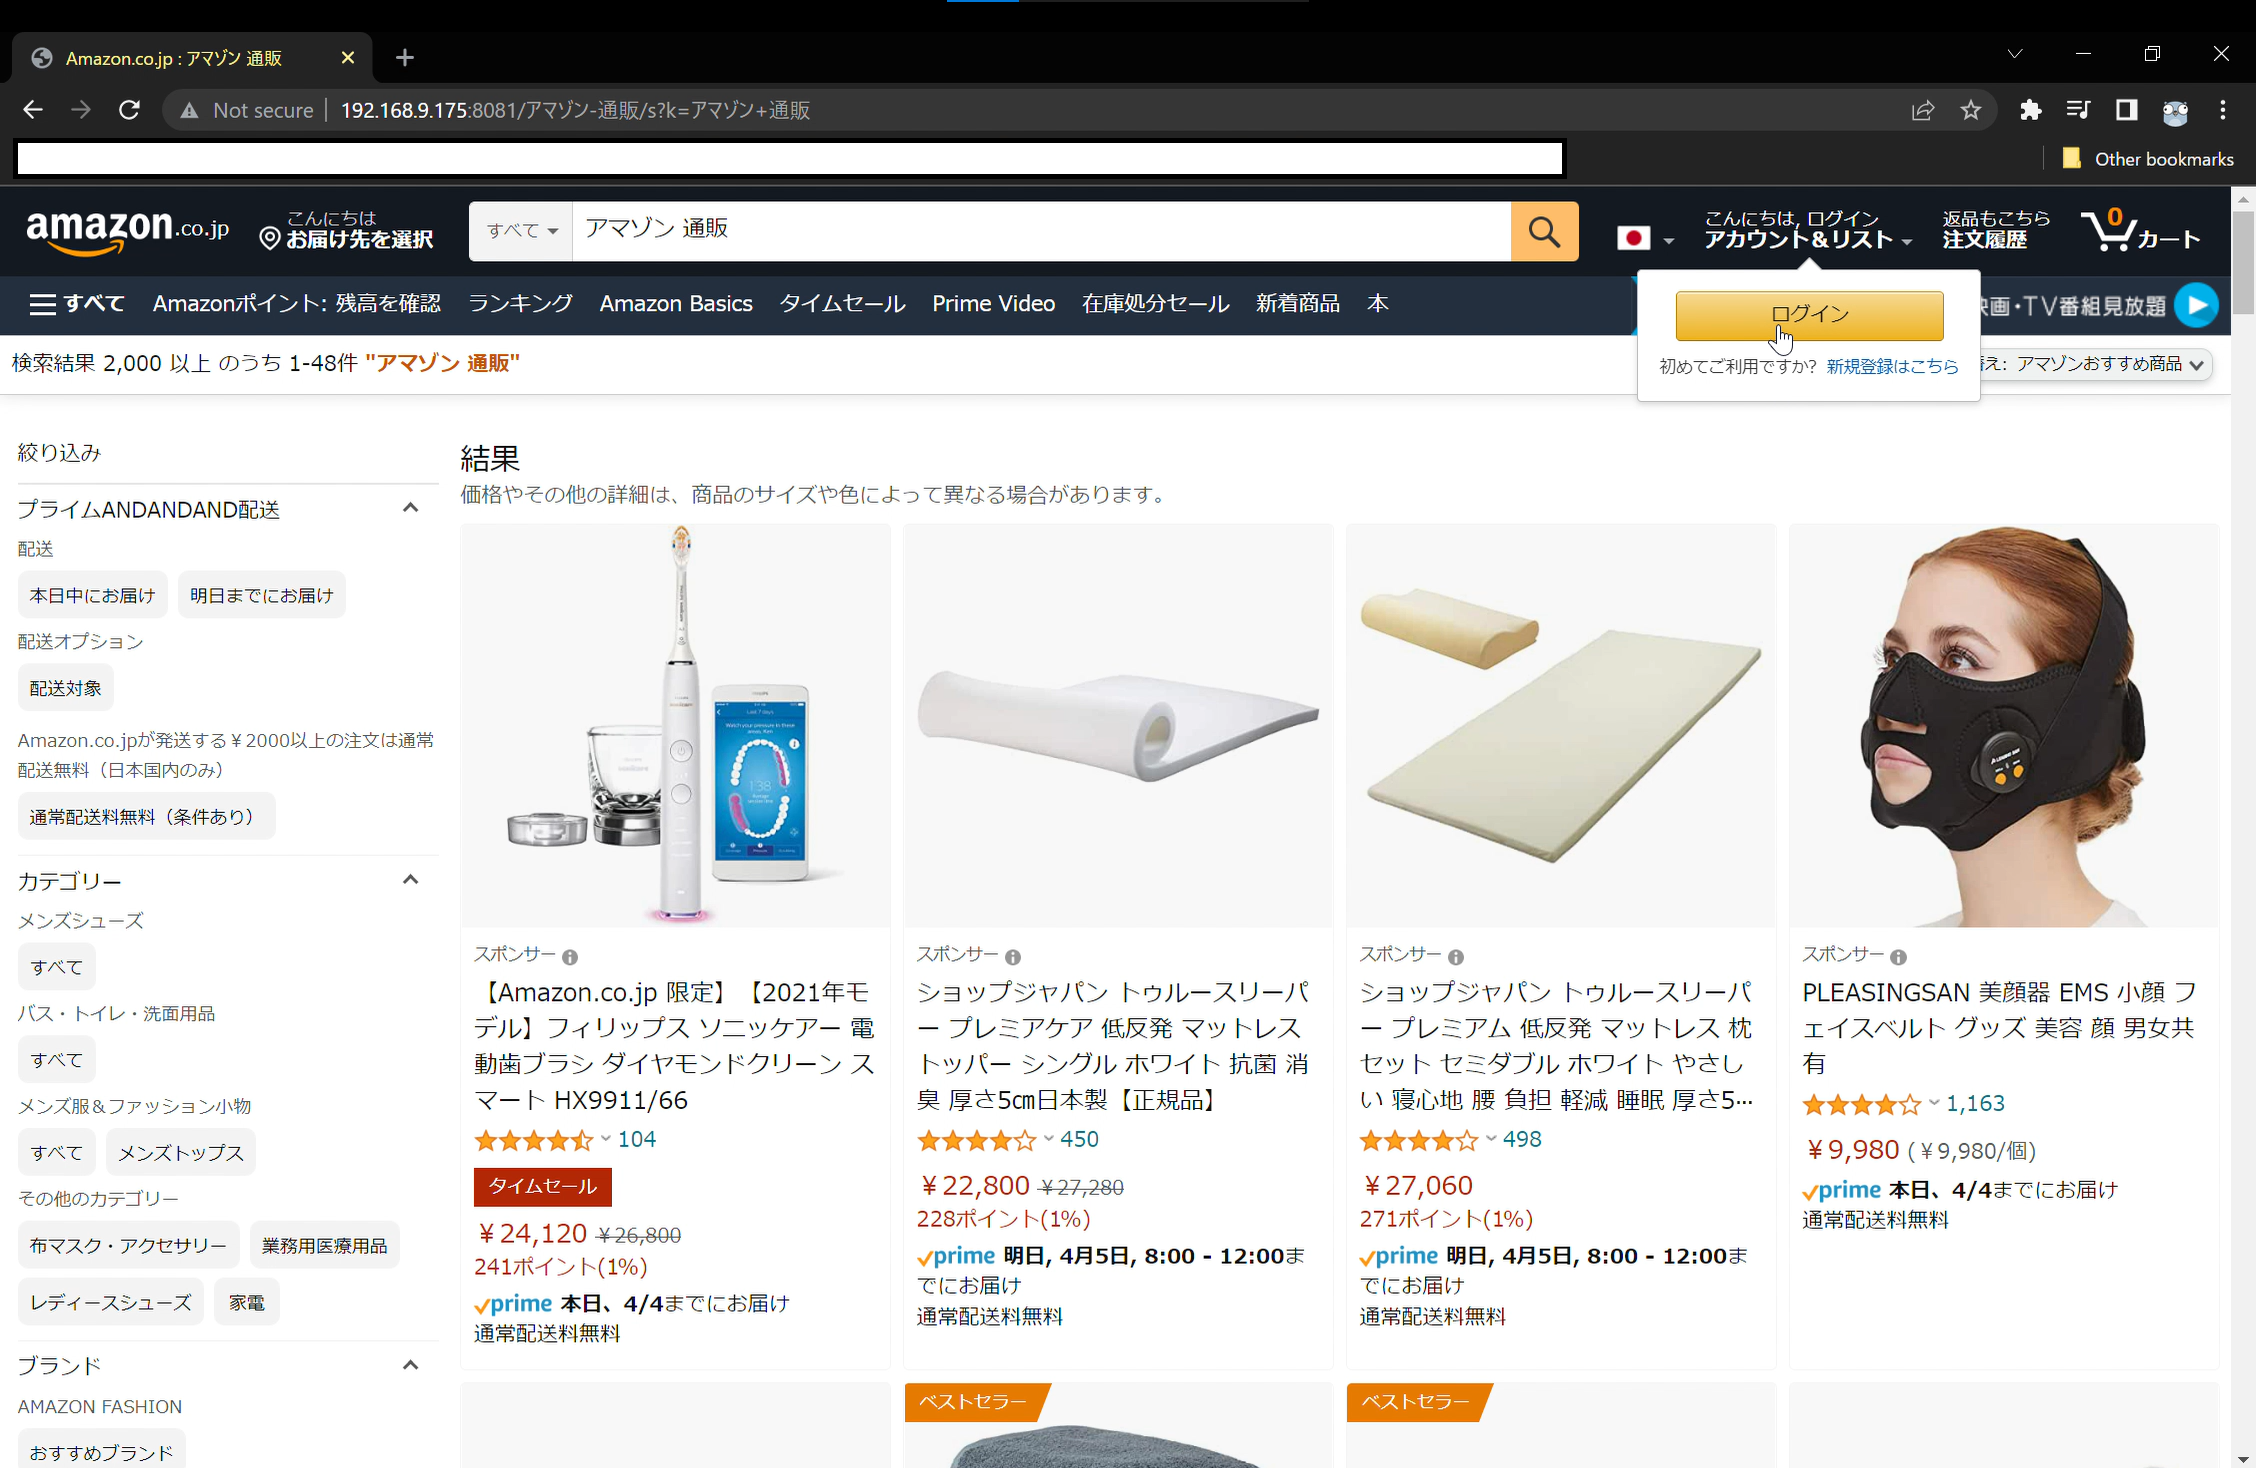 Amazon.co.jp : アマゾン 通販
Not secure
192.168.9.175:8081/アマゾン-通販/s?k=アマゾン+通販
Other bookmarks
amazon.co.jp
こんにちは
お届け先を選択
すべて
アマゾン 通販
こんにちは, ログイン
アカウント&リスト
返品もこちら
注文履歴
0
カート
すべて
Amazonポイント: 残高を確認
ランキング
Amazon Basics
タイムセール
Prime Video
在庫処分セール
新着商品
本
画・TV番組見放題
ログイン
初めてご利用ですか? 新規登録はこちら
検索結果 2,000 以上 のうち 1-48件 "アマゾン 通販"
え: アマゾンおすすめ商品
絞り込み
プライムANDANDAND配送
配送
本日中にお届け
明日までにお届け
配送オプション
配送対象
Amazon.co.jpが発送する￥2000以上の注文は通常
配送無料（日本国内のみ）
通常配送料無料（条件あり）
カテゴリー
メンズシューズ
すべて
バス・トイレ・洗面用品
すべて
メンズ服＆ファッション小物
すべて
メンズトップス
その他のカテゴリー
布マスク・アクセサリー
業務用医療用品
レディースシューズ
家電
ブランド
AMAZON FASHION
おすすめブランド
結果
価格やその他の詳細は、商品のサイズや色によって異なる場合があります。
スポンサー
【Amazon.co.jp 限定】【2021年モ
デル】フィリップス ソニッケアー 電
動歯ブラシ ダイヤモンドクリーン ス
マート HX9911/66
104
タイムセール
￥24,120 ￥26,800
241ポイント(1%)
prime 本日、4/4までにお届け
通常配送料無料
スポンサー
ショップジャパン トゥルースリーパ
ー プレミアケア 低反発 マットレス
トッパー シングル ホワイト 抗菌 消
臭 厚さ5㎝日本製【正規品】
450
￥22,800 ￥27,280
228ポイント(1%)
prime 明日, 4月5日, 8:00 - 12:00ま
でにお届け
通常配送料無料
スポンサー
ショップジャパン トゥルースリーパ
ー プレミアム 低反発 マットレス 枕
セット セミダブル ホワイト やさし
い 寝心地 腰 負担 軽減 睡眠 厚さ5…
498
￥27,060
271ポイント(1%)
prime 明日, 4月5日, 8:00 - 12:00ま
でにお届け
通常配送料無料
スポンサー
PLEASINGSAN 美顔器 EMS 小顔 フ
ェイスベルト グッズ 美容 顔 男女共
有
1,163
￥9,980 (￥9,980/個)
prime 本日、4/4までにお届け
通常配送料無料
ベストセラー
ベストセラー